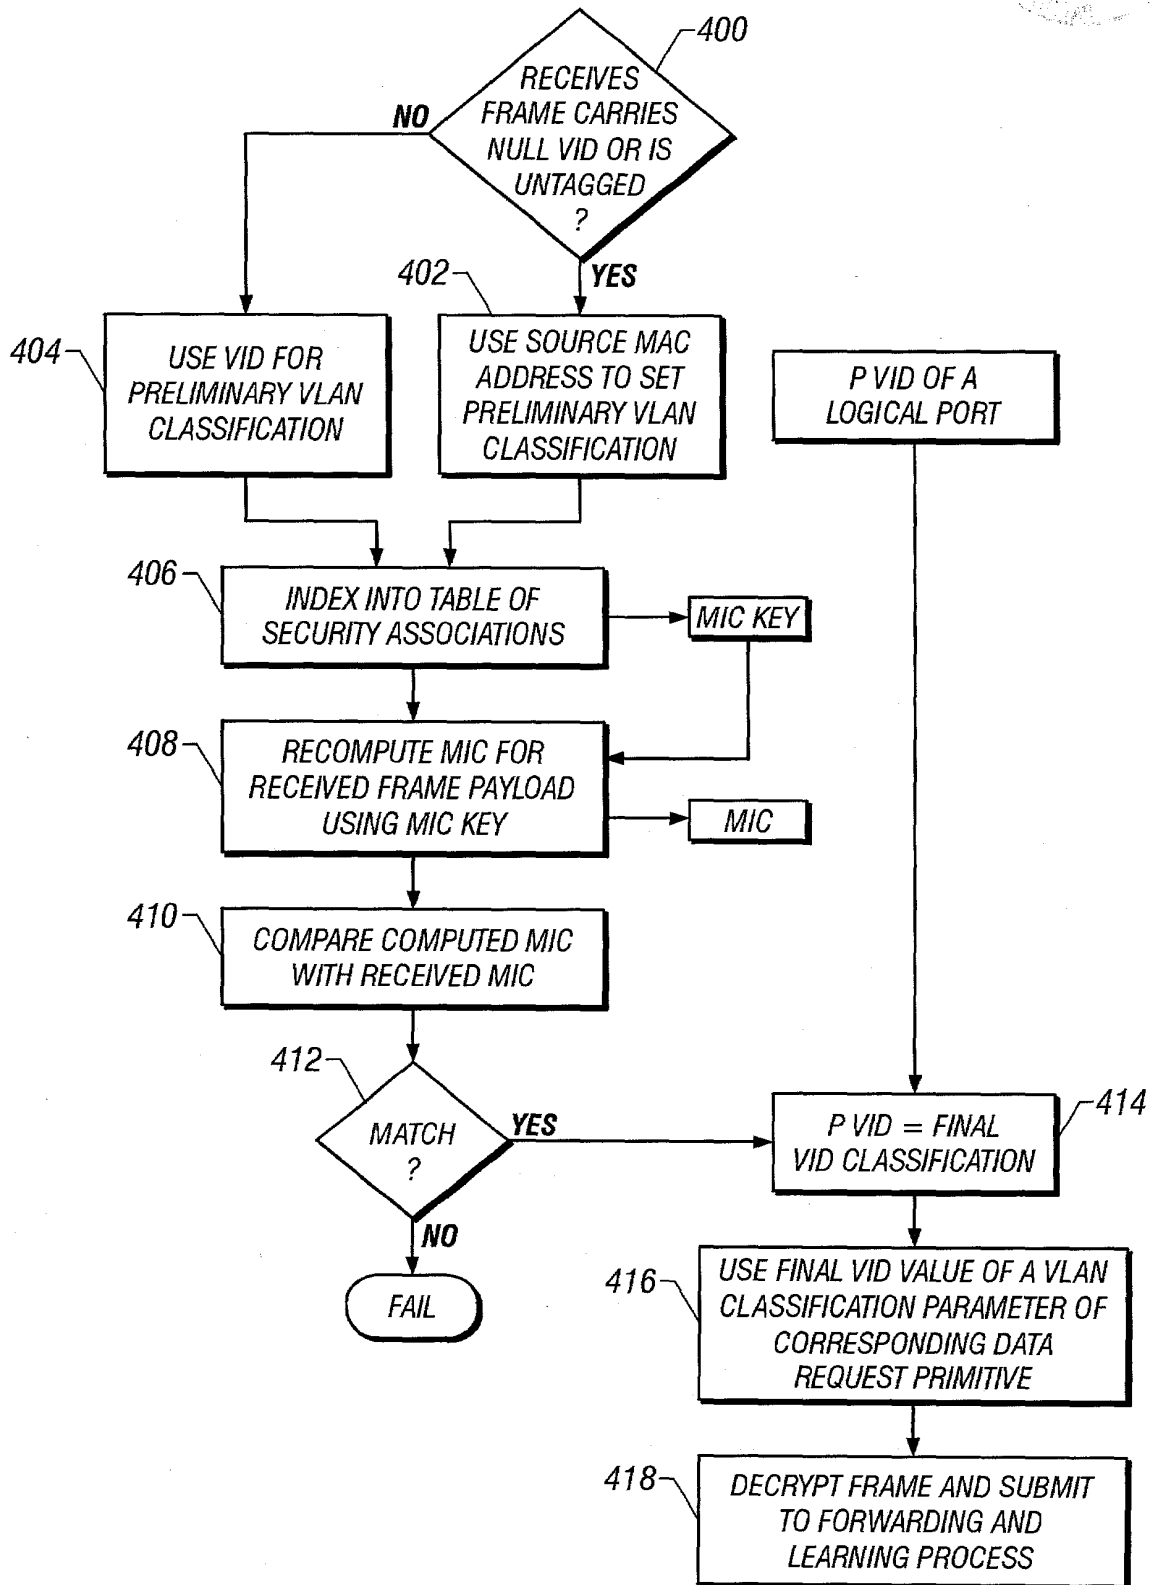 400
RECEIVES
FRAME CARRIES
NULL VID OR IS
UNTAGGED
?
NO
YES
402
404
USE VID FOR
PRELIMINARY VLAN
CLASSIFICATION
USE SOURCE MAC
ADDRESS TO SET
PRELIMINARY VLAN
CLASSIFICATION
P VID OF A
LOGICAL PORT
406
INDEX INTO TABLE OF
SECURITY ASSOCIATIONS
MIC KEY
408
RECOMPUTE MIC FOR
RECEIVED FRAME PAYLOAD
USING MIC KEY
MIC
410
COMPARE COMPUTED MIC
WITH RECEIVED MIC
412
MATCH
?
YES
NO
FAIL
414
P VID = FINAL
VID CLASSIFICATION
416
USE FINAL VID VALUE OF A VLAN
CLASSIFICATION PARAMETER OF
CORRESPONDING DATA
REQUEST PRIMITIVE
418
DECRYPT FRAME AND SUBMIT
TO FORWARDING AND
LEARNING PROCESS